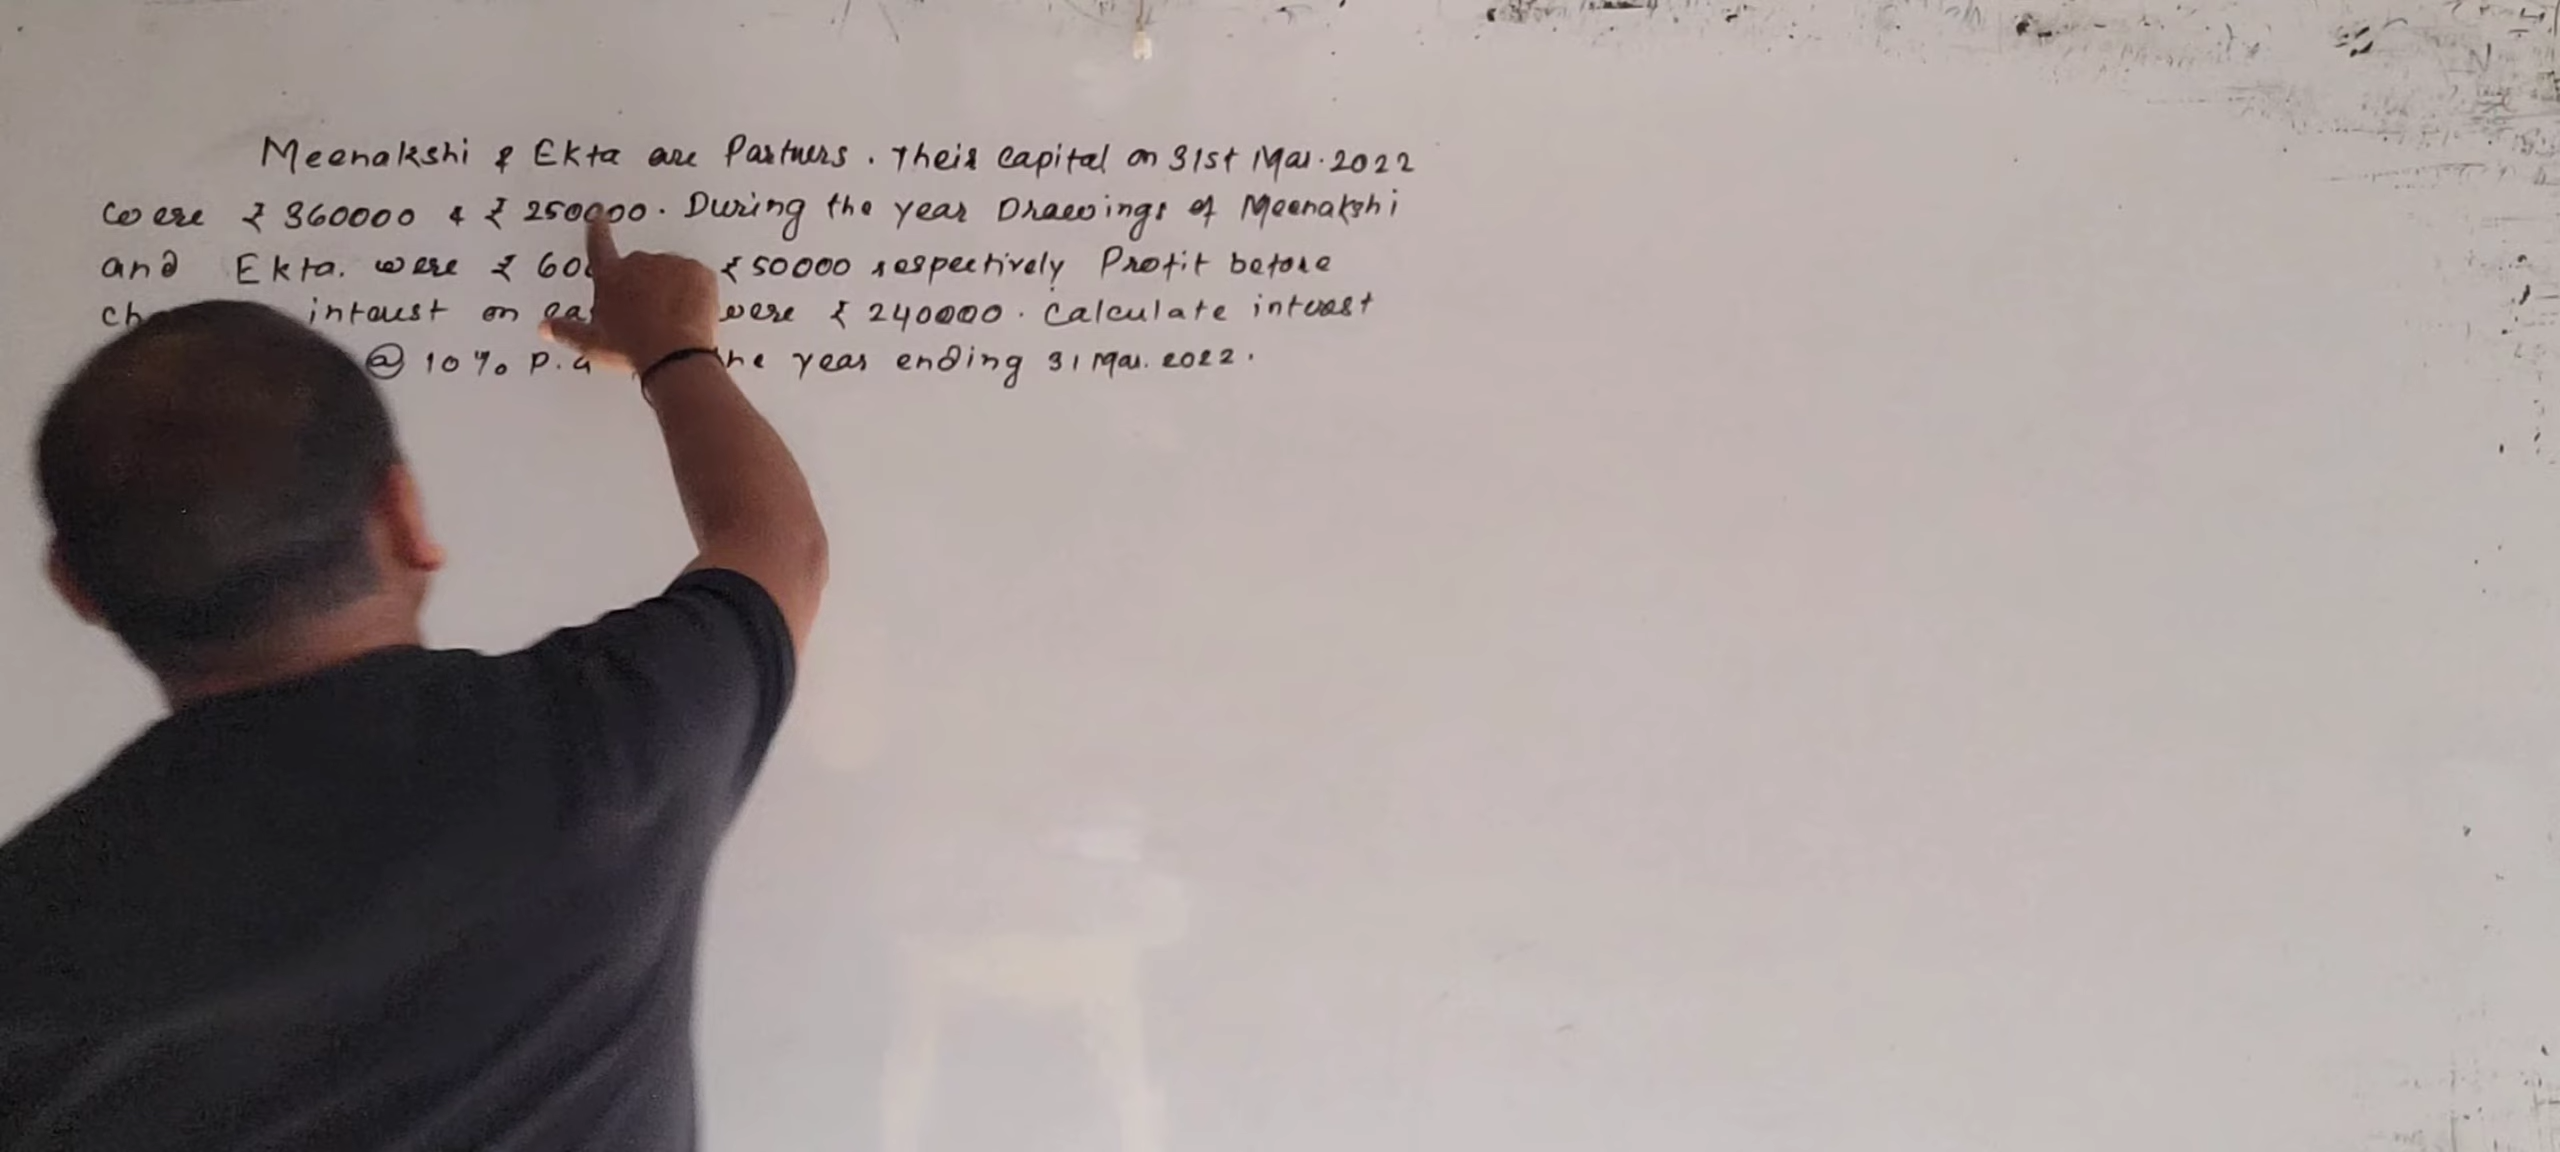 Meenakshi & Ekta are Partners. Their Capital on 31st Mar. 2022
were ₹ 360000 & ₹ 250000. During the year Drawings of Meenakshi
and Ekta. were ₹ ₹ 50000 respectively Profit before
interest on were ₹ 240000. Calculate interest
@ 10% P.a the year ending 31 Mar. 2022.